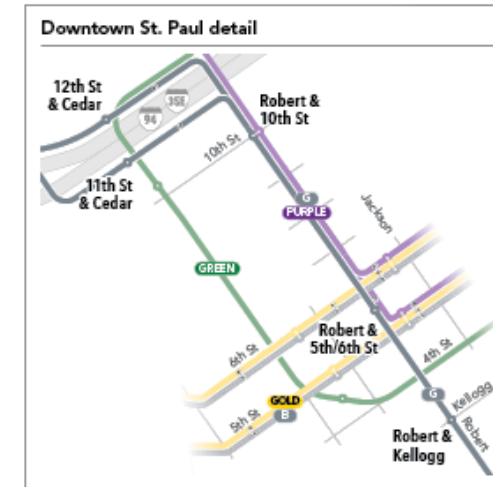 Downtown St. Paul detail
12th St
& Cedar
94
35E
Robert &
10th St
10th St
11th St
& Cedar
G
PURPLE
Jackson
GREEN
Robert &
5th/6th St
6th St
4th St
GOLD
B
5th St
G
Kellogg
Robert
Robert &
Kellogg